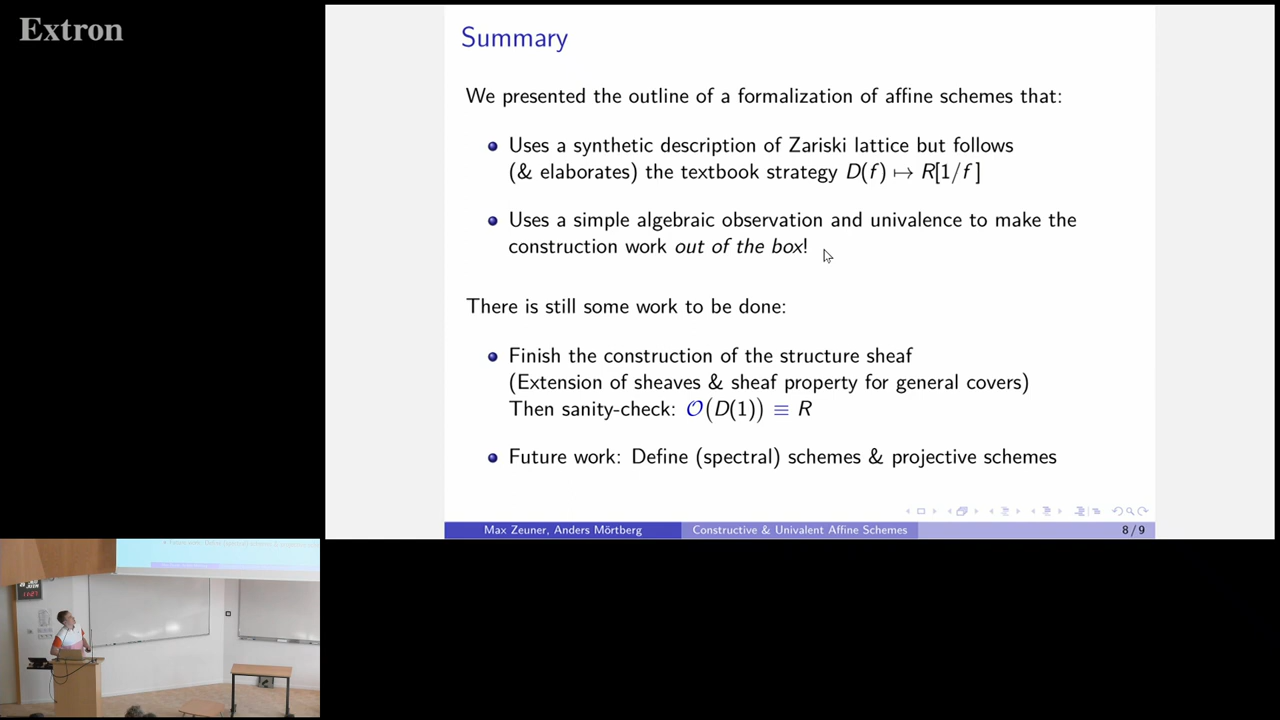 Extron
Summary
We presented the outline of a formalization of affine schemes that:
Uses a synthetic description of Zariski lattice but follows
(& elaborates) the textbook strategy D(f) ↦ R[1/f]
Uses a simple algebraic observation and univalence to make the
construction work out of the box!
There is still some work to be done:
Finish the construction of the structure sheaf
(Extension of sheaves & sheaf property for general covers)
Then sanity-check: 𝒪(D(1)) ≡ R
Future work: Define (spectral) schemes & projective schemes
Max Zeuner, Anders Mörtberg
Constructive & Univalent Affine Schemes
8 / 9